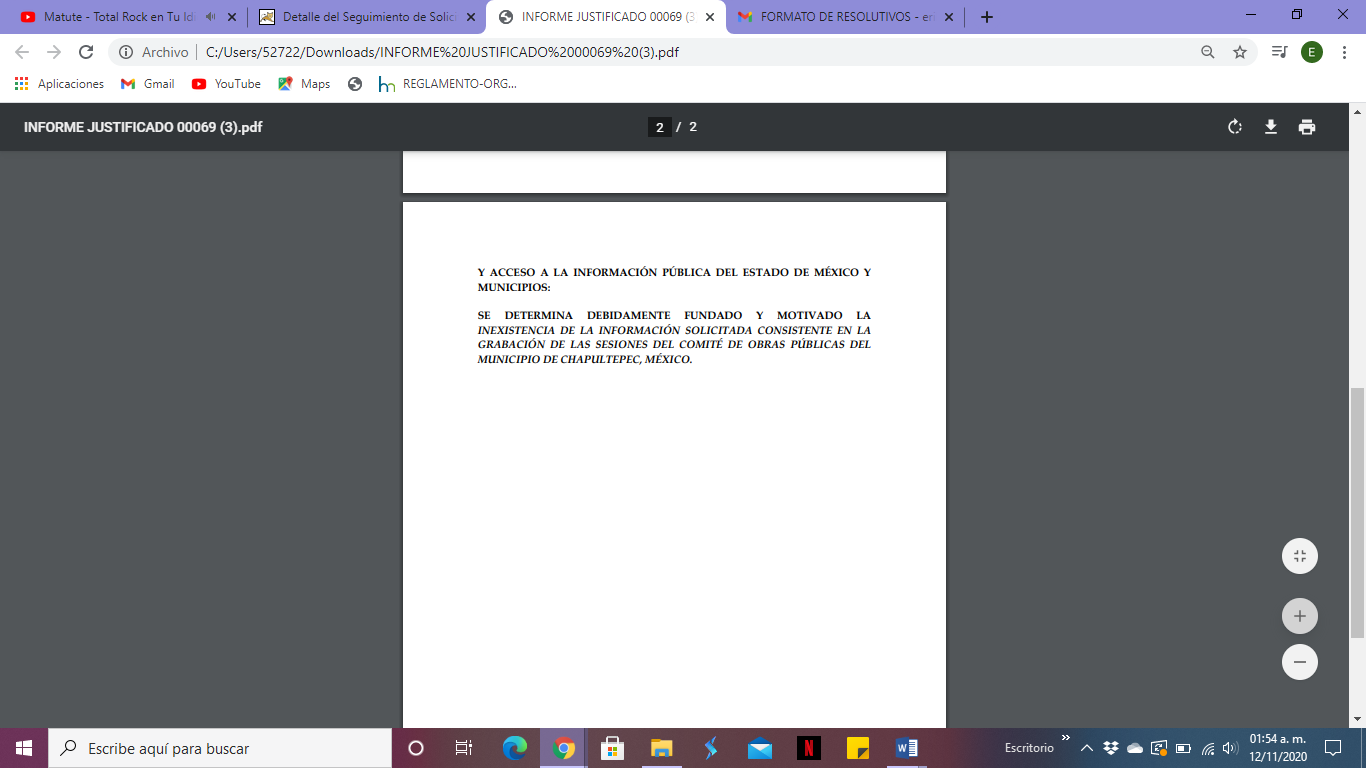 Matute - Total Rock en Tu Id
Detalle del Seguimiento de Solici
INFORME JUSTIFICADO 00069 (3
FORMATO DE RESOLUTIVOS - er
Archivo
C:/Users/52722/Downloads/INFORME%20JUSTIFICADO%2000069%20(3).pdf
E
Aplicaciones
Gmail
YouTube
Maps
REGLAMENTO-ORG...
INFORME JUSTIFICADO 00069 (3).pdf
2 / 2
Y ACCESO A LA INFORMACIÓN PÚBLICA DEL ESTADO DE MÉXICO Y
MUNICIPIOS:
SE DETERMINA DEBIDAMENTE FUNDADO Y MOTIVADO LA
INEXISTENCIA DE LA INFORMACIÓN SOLICITADA CONSISTENTE EN LA
GRABACIÓN DE LAS SESIONES DEL COMITÉ DE OBRAS PÚBLICAS DEL
MUNICIPIO DE CHAPULTEPEC, MÉXICO.
Escribe aquí para buscar
Escritorio
01:54 a. m.
12/11/2020